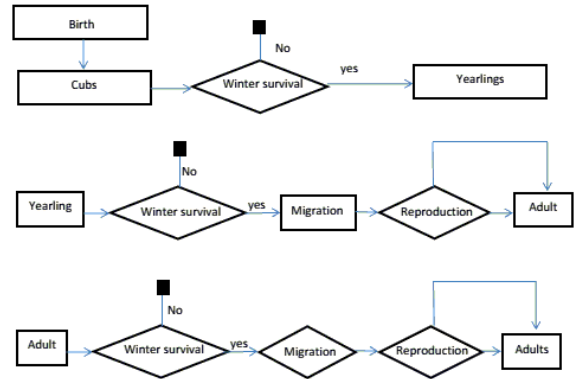 Birth
No
Cubs
Winter survival
yes
Yearlings
No
Yearling
Winter survival
yes
Migration
Reproduction
Adult
No
Adult
Winter survival
yes
Migration
Reproduction
Adults